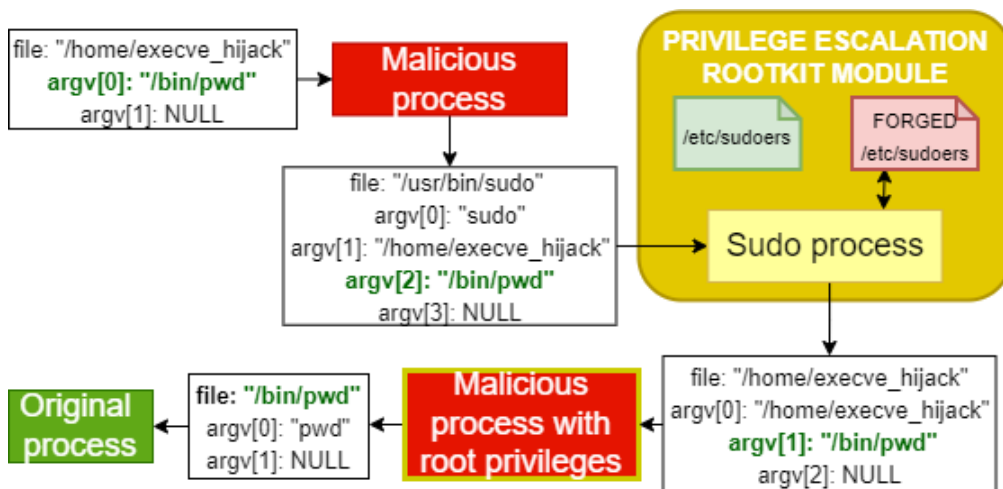 file: "/home/execve_hijack"
argv[0]: "/bin/pwd"
argv[1]: NULL
Malicious
process
PRIVILEGE ESCALATION
ROOTKIT MODULE
/etc/sudoers
FORGED
/etc/sudoers
file: "/usr/bin/sudo"
argv[0]: "sudo"
argv[1]: "/home/execve_hijack"
argv[2]: "/bin/pwd"
argv[3]: NULL
Sudo process
file: "/home/execve_hijack"
argv[0]: "/home/execve_hijack"
argv[1]: "/bin/pwd"
argv[2]: NULL
Malicious
process with
root privileges
file: "/bin/pwd"
argv[0]: "pwd"
argv[1]: NULL
Original
process